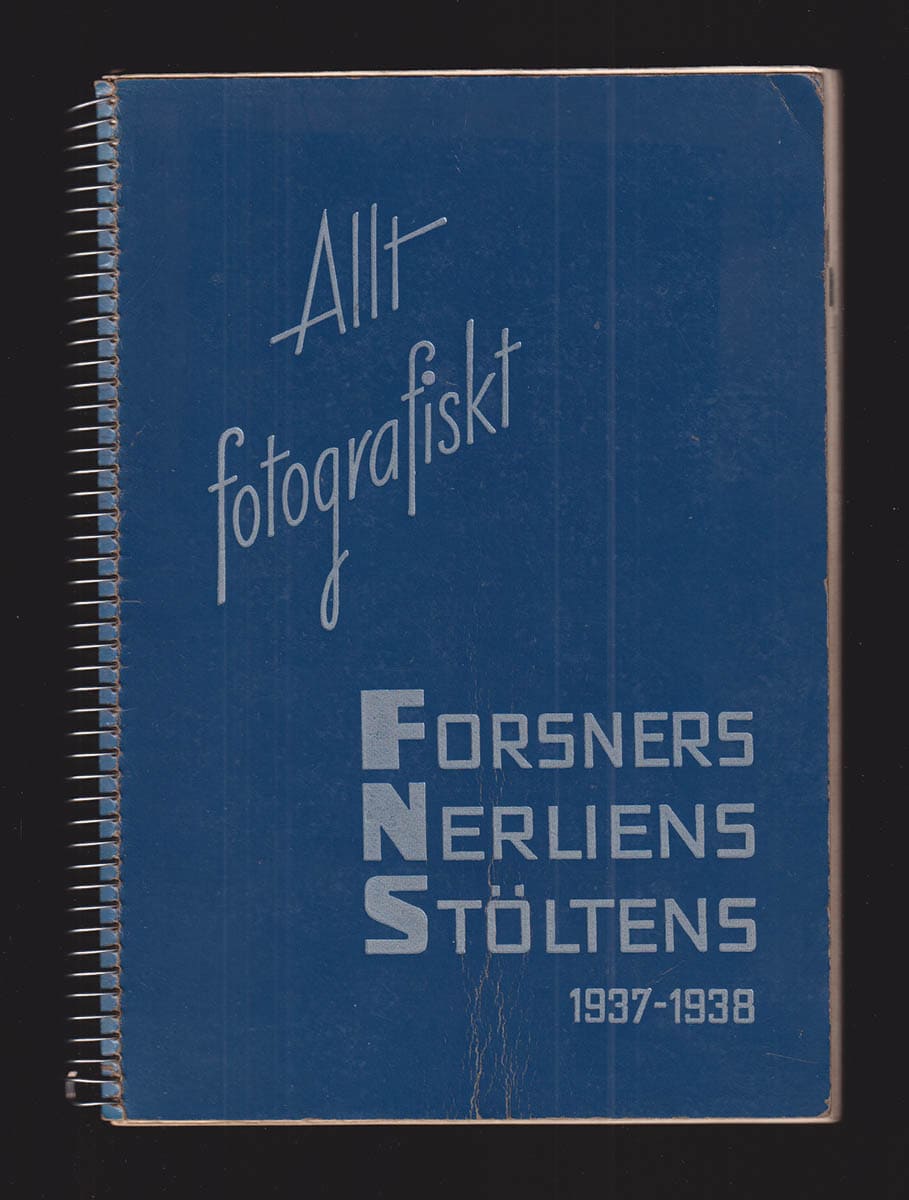 Allt
fotografiskt
FORSNERS
NERLIENS
STÖLTENS
1937-1938